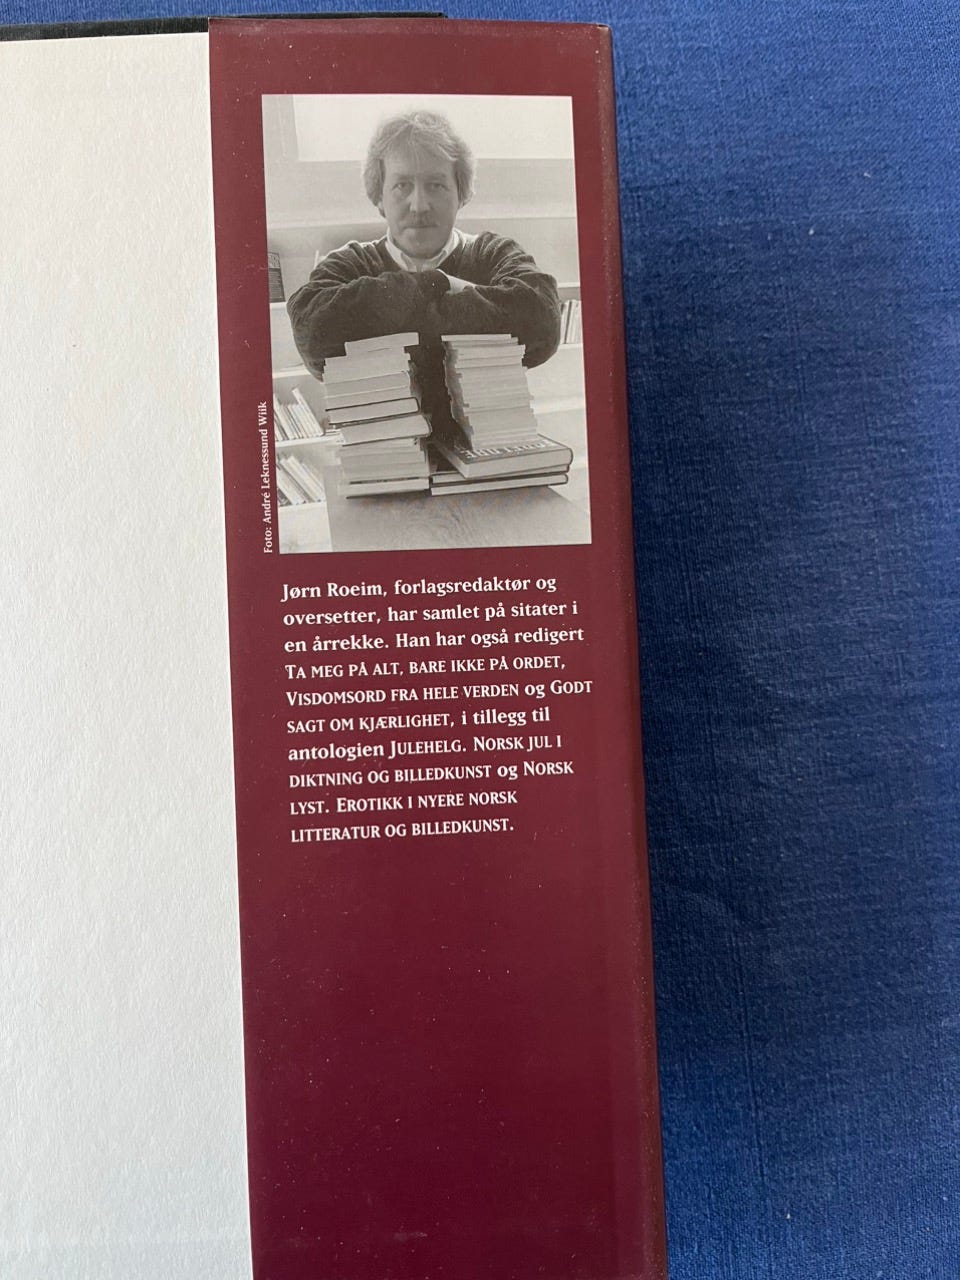 Foto: André Leknessund Wiik
Jørn Roeim, forlagsredaktør og
oversetter, har samlet på sitater i
en årrekke. Han har også redigert
TA MEG PÅ ALT, BARE IKKE PÅ ORDET,
VISDOMSORD FRA HELE VERDEN og GODT
SAGT OM KJÆRLIGHET, i tillegg til
antologien JULEHELG. NORSK JUL I
DIKTNING OG BILLEDKUNST og NORSK
LYST. EROTIKK I NYERE NORSK
LITTERATUR OG BILLEDKUNST.